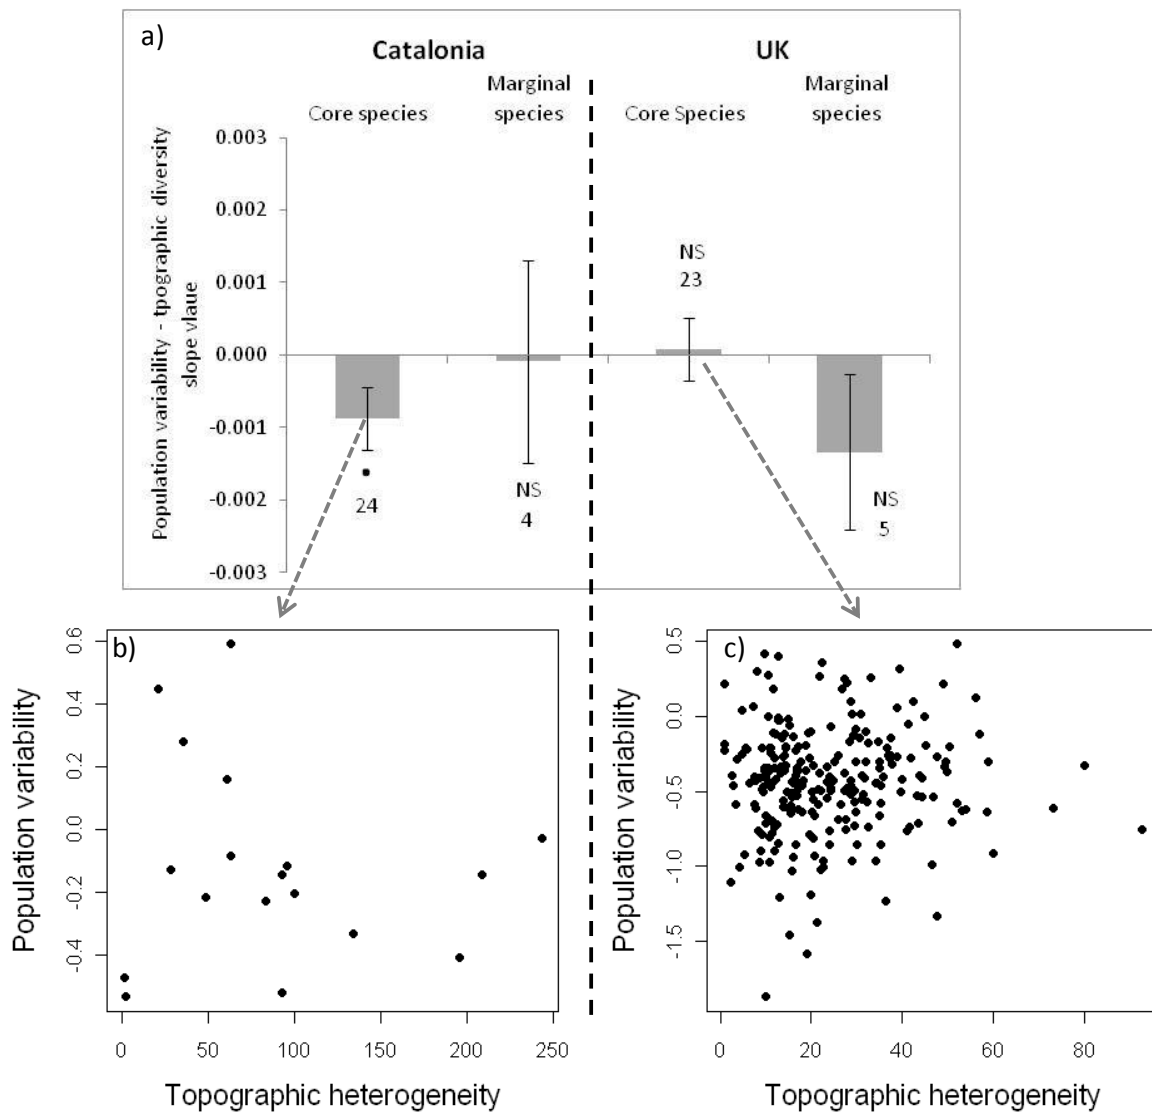 a)
Catalonia
UK
Core species
Marginal
species
Core Species
Marginal
species
Population variability - tpographic diversity
slope vlaue
0.003
0.002
0.001
0.000
-0.001
-0.002
-0.003
24
NS
4
NS
23
NS
5
b)
Population variability
0.6
0.4
0.2
0.0
-0.2
-0.4
0
50
100
150
200
250
Topographic heterogeneity
c)
Population variability
0.5
0.0
-0.5
-1.0
-1.5
0
20
40
60
80
Topographic heterogeneity